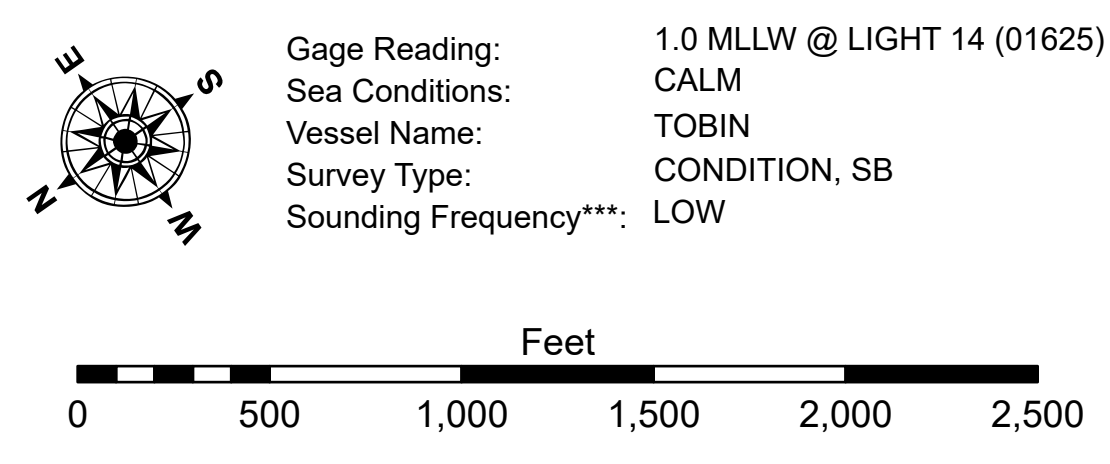 E
S
N
W
Gage Reading: 1.0 MLLW @ LIGHT 14 (01625)
Sea Conditions: CALM
Vessel Name: TOBIN
Survey Type: CONDITION, SB
Sounding Frequency***: LOW
Feet
0 500 1,000 1,500 2,000 2,500